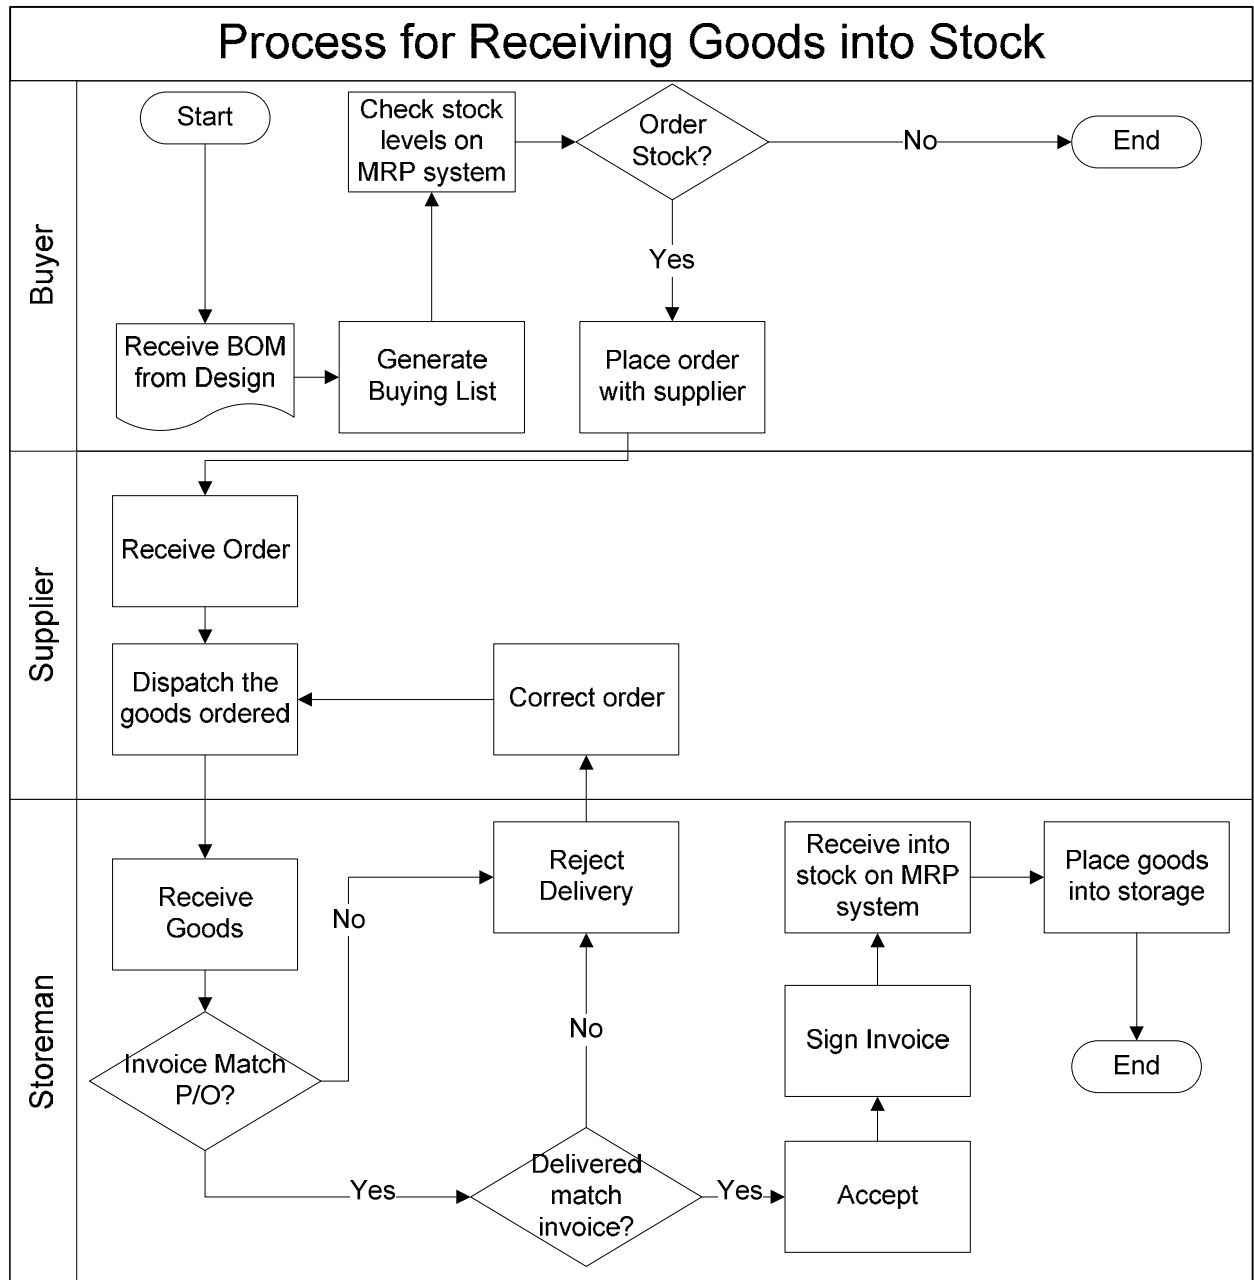 Process for Receiving Goods into Stock
Buyer
Start
Check stock
levels on
MRP system
Order
Stock?
No
End
Yes
Receive BOM
from Design
Generate
Buying List
Place order
with supplier
Supplier
Receive Order
Dispatch the
goods ordered
Correct order
Storeman
Receive
Goods
No
Reject
Delivery
Receive into
stock on MRP
system
Place goods
into storage
Invoice Match
P/O?
No
Sign Invoice
End
Yes
Delivered
match
invoice?
Yes
Accept